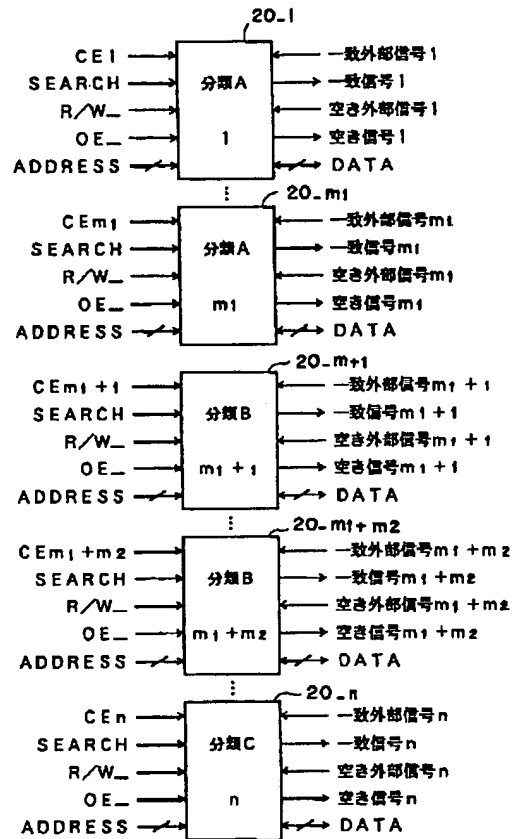 20_1
CE1 一致外部信号1
SEARCH 分類A 一致信号1
R/W_ 空き外部信号1
OE_ 1 空き信号1
ADDRESS DATA
20_m1
CEm1 一致外部信号m1
SEARCH 分類A 一致信号m1
R/W_ 空き外部信号m1
OE_ m1 空き信号m1
ADDRESS DATA
20_m+1
CEm1+1 一致外部信号m1+1
SEARCH 分類B 一致信号m1+1
R/W_ 空き外部信号m1+1
OE_ m1+1 空き信号m1+1
ADDRESS DATA
20_m1+m2
CEm1+m2 一致外部信号m1+m2
SEARCH 分類B 一致信号m1+m2
R/W_ 空き外部信号m1+m2
OE_ m1+m2 空き信号m1+m2
ADDRESS DATA
20_n
CEn 一致外部信号n
SEARCH 分類C 一致信号n
R/W_ 空き外部信号n
OE_ n 空き信号n
ADDRESS DATA